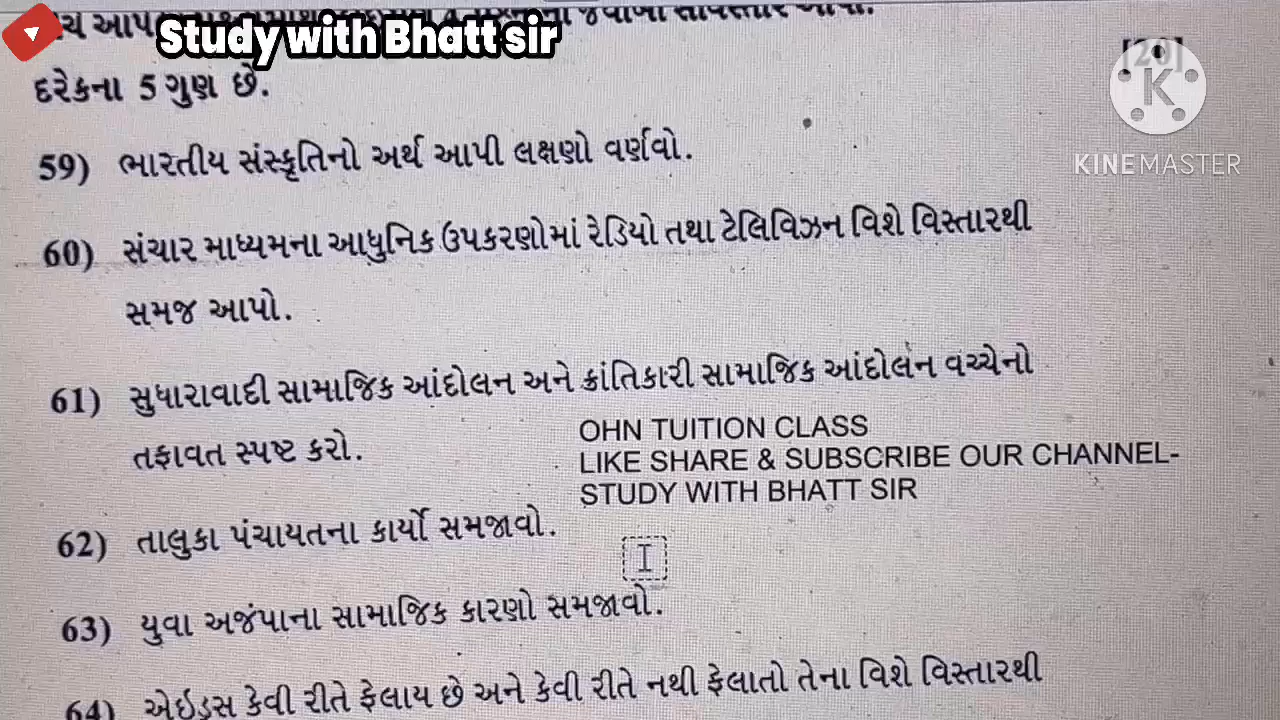 Study with Bhatt sir
[20]
દરેકના 5 ગુણ છે.
K
KINEMASTER
59) ભારતીય સંસ્કૃતિનો અર્થ આપી લક્ષણો વર્ણવો.
60) સંચાર માધ્યમના આધુનિક ઉપકરણોમાં રેડિયો તથા ટેલિવિઝન વિશે વિસ્તારથી
સમજ આપો.
61) સુધારાવાદી સામાજિક આંદોલન અને ક્રાંતિકારી સામાજિક આંદોલન વચ્ચેનો
તફાવત સ્પષ્ટ કરો.
OHN TUITION CLASS
LIKE SHARE & SUBSCRIBE OUR CHANNEL-
STUDY WITH BHATT SIR
62) તાલુકા પંચાયતના કાર્યો સમજાવો.
63) યુવા અજંપાના સામાજિક કારણો સમજાવો.
64) એઇડ્સ કેવી રીતે ફેલાય છે અને કેવી રીતે નથી ફેલાતો તેના વિશે વિસ્તારથી